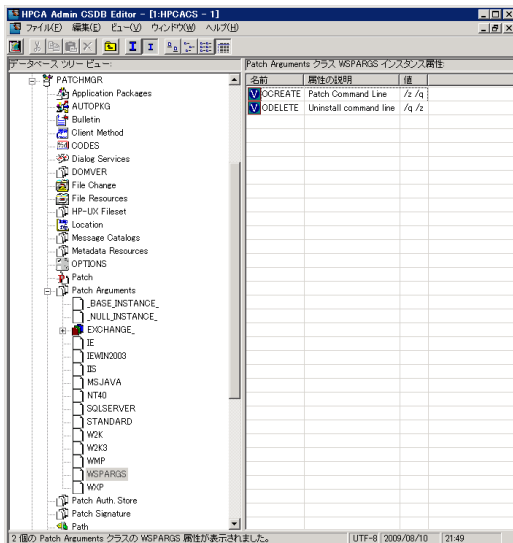 HPCA Admin CSDB Editor - [1:HPCACS - 1]
ファイル(F) 編集(E) ビュー(V) ウィンドウ(W) ヘルプ(H)
データベース ツリー ビュー:
Patch Arguments クラス WSPARGS インスタンス属性:
名前 属性の説明 値
OCREATE Patch Command Line /z /q
ODELETE Uninstall command line /q /z
PATCHMGR
Application Packages
AUTOPKG
Bulletin
Client Method
CODES
Dialog Services
DOMVER
File Change
File Resources
HP-UX Fileset
Location
Message Catalogs
Metadata Resources
OPTIONS
Patch
Patch Arguments
_BASE_INSTANCE_
_NULL_INSTANCE_
EXCHANGE_
IE
IEWIN2003
IIS
MSJAVA
NT40
SQLSERVER
STANDARD
W2K
W2K3
WMP
WSPARGS
WXP
Patch Auth. Store
Patch Signature
Path
2 個の Patch Arguments クラスの WSPARGS 属性が表示されました。
UTF-8 2009/08/10 21:49